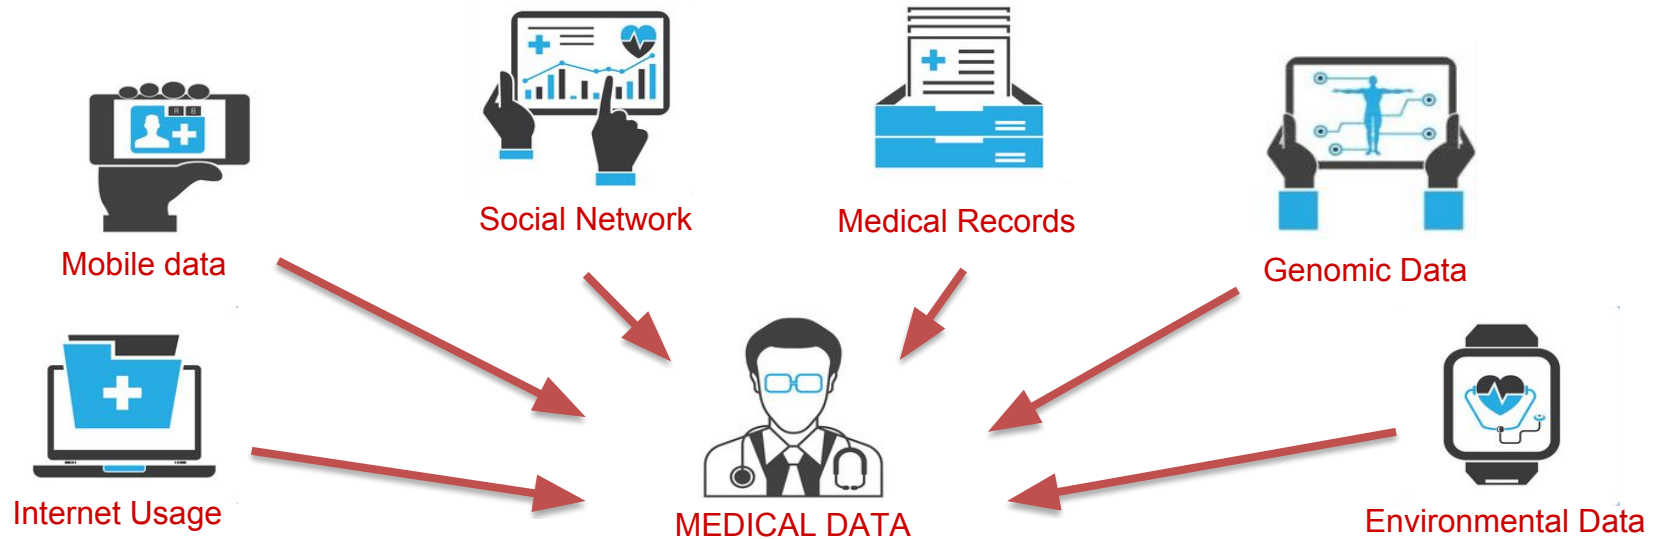 Social Network
Medical Records
Mobile data
Genomic Data
Internet Usage
MEDICAL DATA
Environmental Data